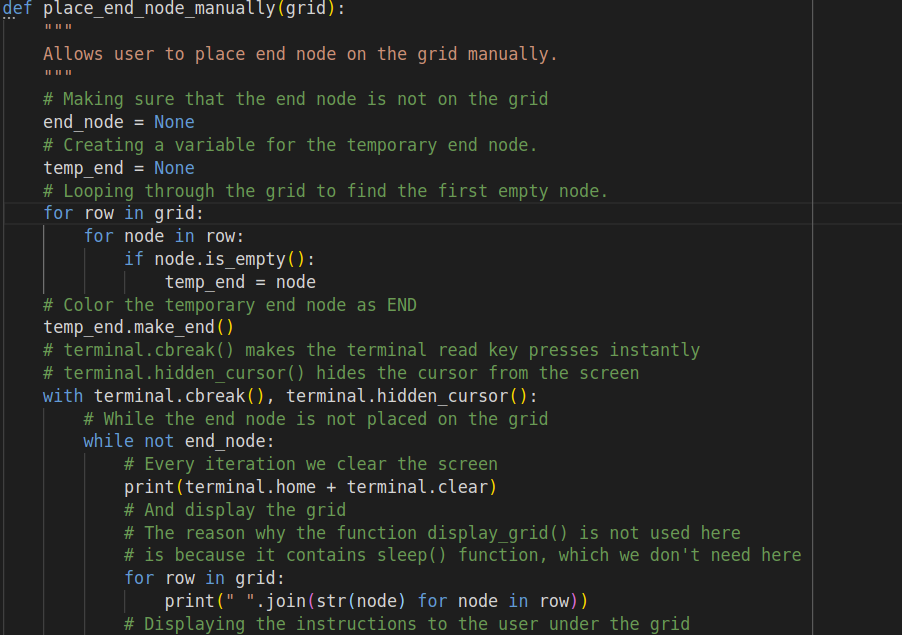 def place_end_node_manually(grid):
    """
    Allows user to place end node on the grid manually.
    """
    # Making sure that the end node is not on the grid
    end_node = None
    # Creating a variable for the temporary end node.
    temp_end = None
    # Looping through the grid to find the first empty node.
    for row in grid:
        for node in row:
            if node.is_empty():
                temp_end = node
    # Color the temporary end node as END
    temp_end.make_end()
    # terminal.cbreak() makes the terminal read key presses instantly
    # terminal.hidden_cursor() hides the cursor from the screen
    with terminal.cbreak(), terminal.hidden_cursor():
        # While the end node is not placed on the grid
        while not end_node:
            # Every iteration we clear the screen
            print(terminal.home + terminal.clear)
            # And display the grid
            # The reason why the function display_grid() is not used here
            # is because it contains sleep() function, which we don't need here
            for row in grid:
                print(" ".join(str(node) for node in row))
            # Displaying the instructions to the user under the grid